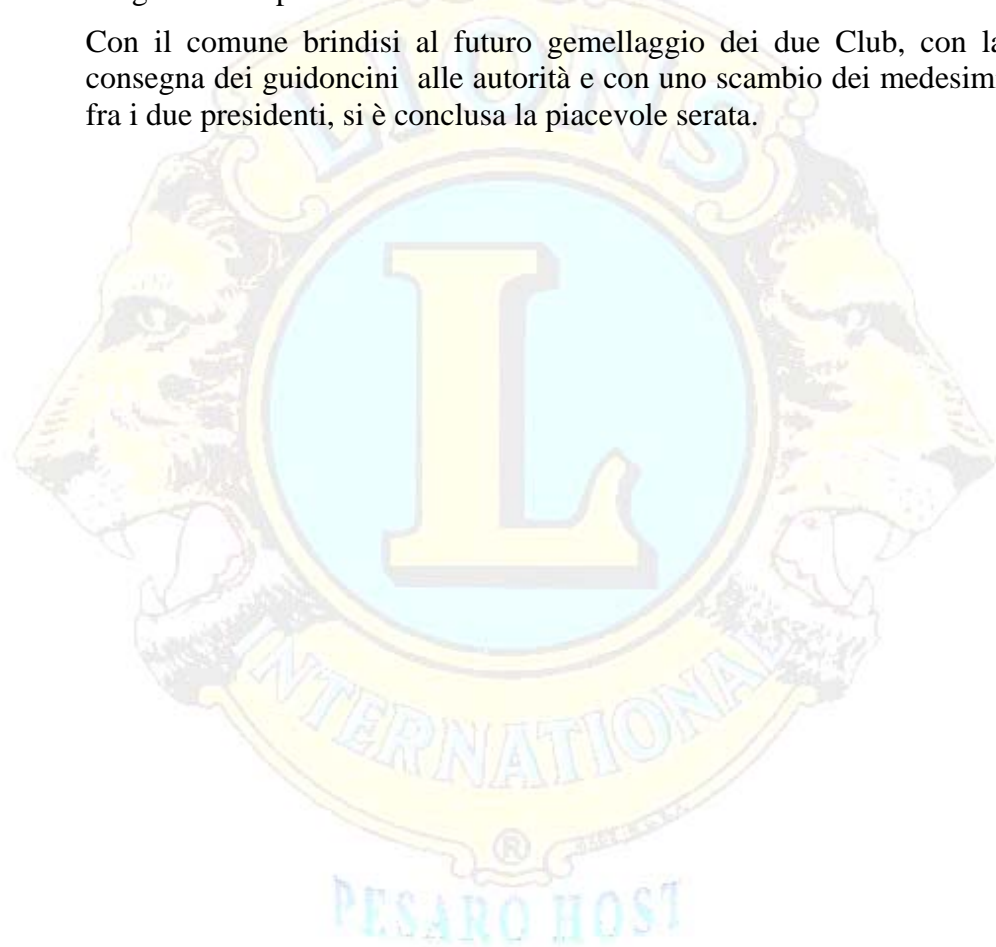 Con il comune brindisi al futuro gemellaggio dei due Club, con la
consegna dei guidoncini alle autorità e con uno scambio dei medesimi
fra i due presidenti, si è conclusa la piacevole serata.
LIONS
L
INTERNATIONAL
®
PESARO HOST